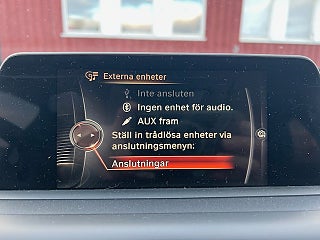 Externa enheter
Inte ansluten
Ingen enhet för audio.
AUX fram
Ställ in trådlösa enheter via
anslutningsmenyn:
Anslutningar